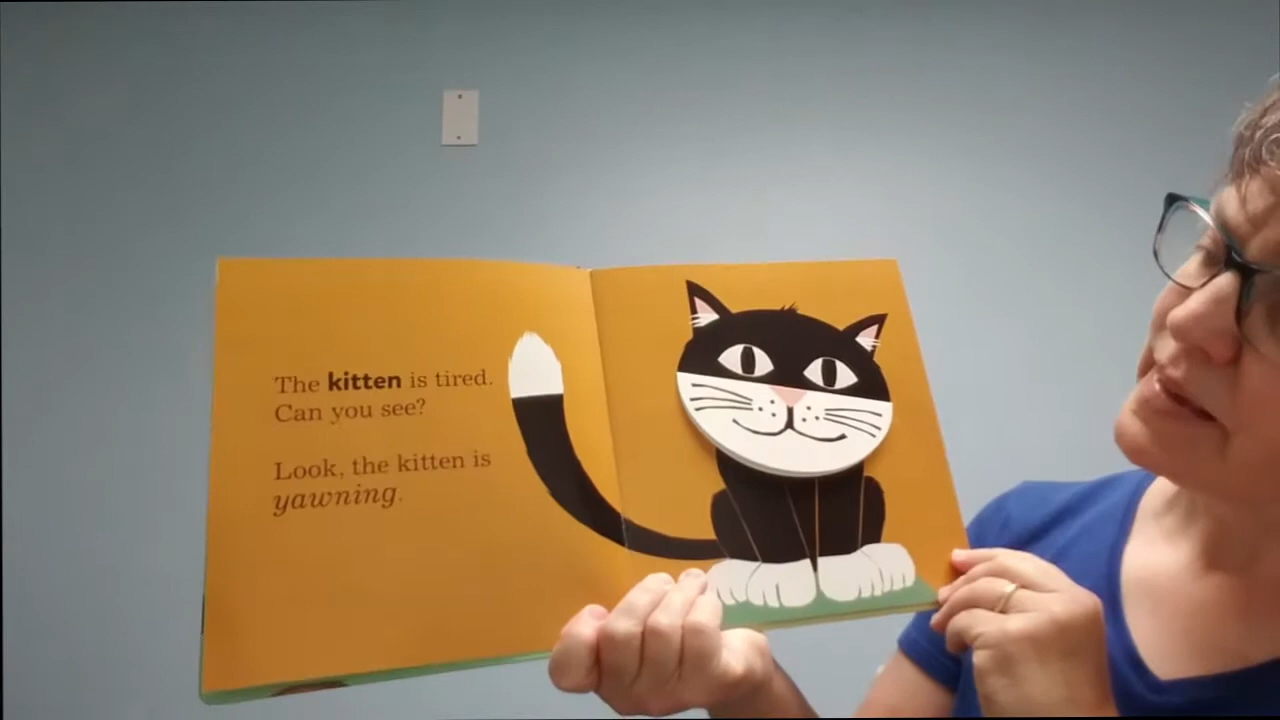 The kitten is tired.
Can you see?
Look, the kitten is
yawning.